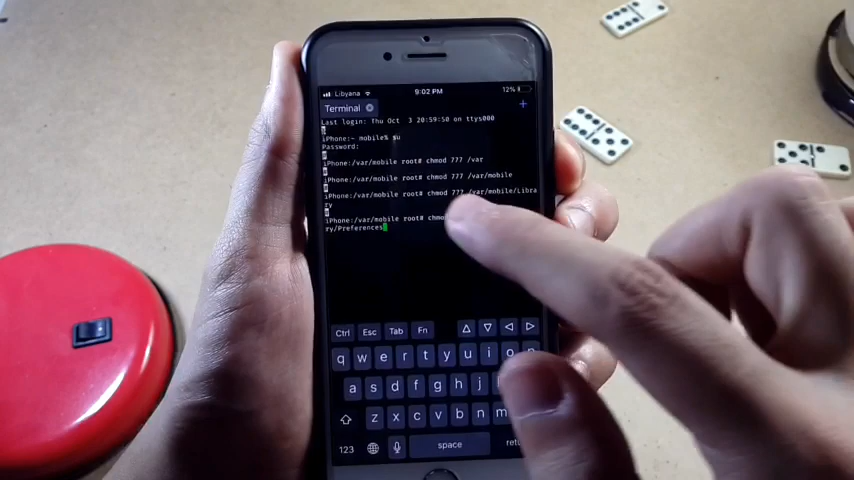 Libyana 9:02 PM 12%
Terminal
+
Last login: Thu Oct 3 20:59:50 on ttys000
iPhone:~ mobile% su
Password:
iPhone:/var/mobile root# chmod 777 /var
iPhone:/var/mobile root# chmod 777 /var/mobile
iPhone:/var/mobile root# chmod 777 /var/mobile/Libra
ry
iPhone:/var/mobile root#
ry/Preferences
Ctrl Esc Tab Fn
q w e r t y u i o
a s d f g h j
z x c v b n m
123 space